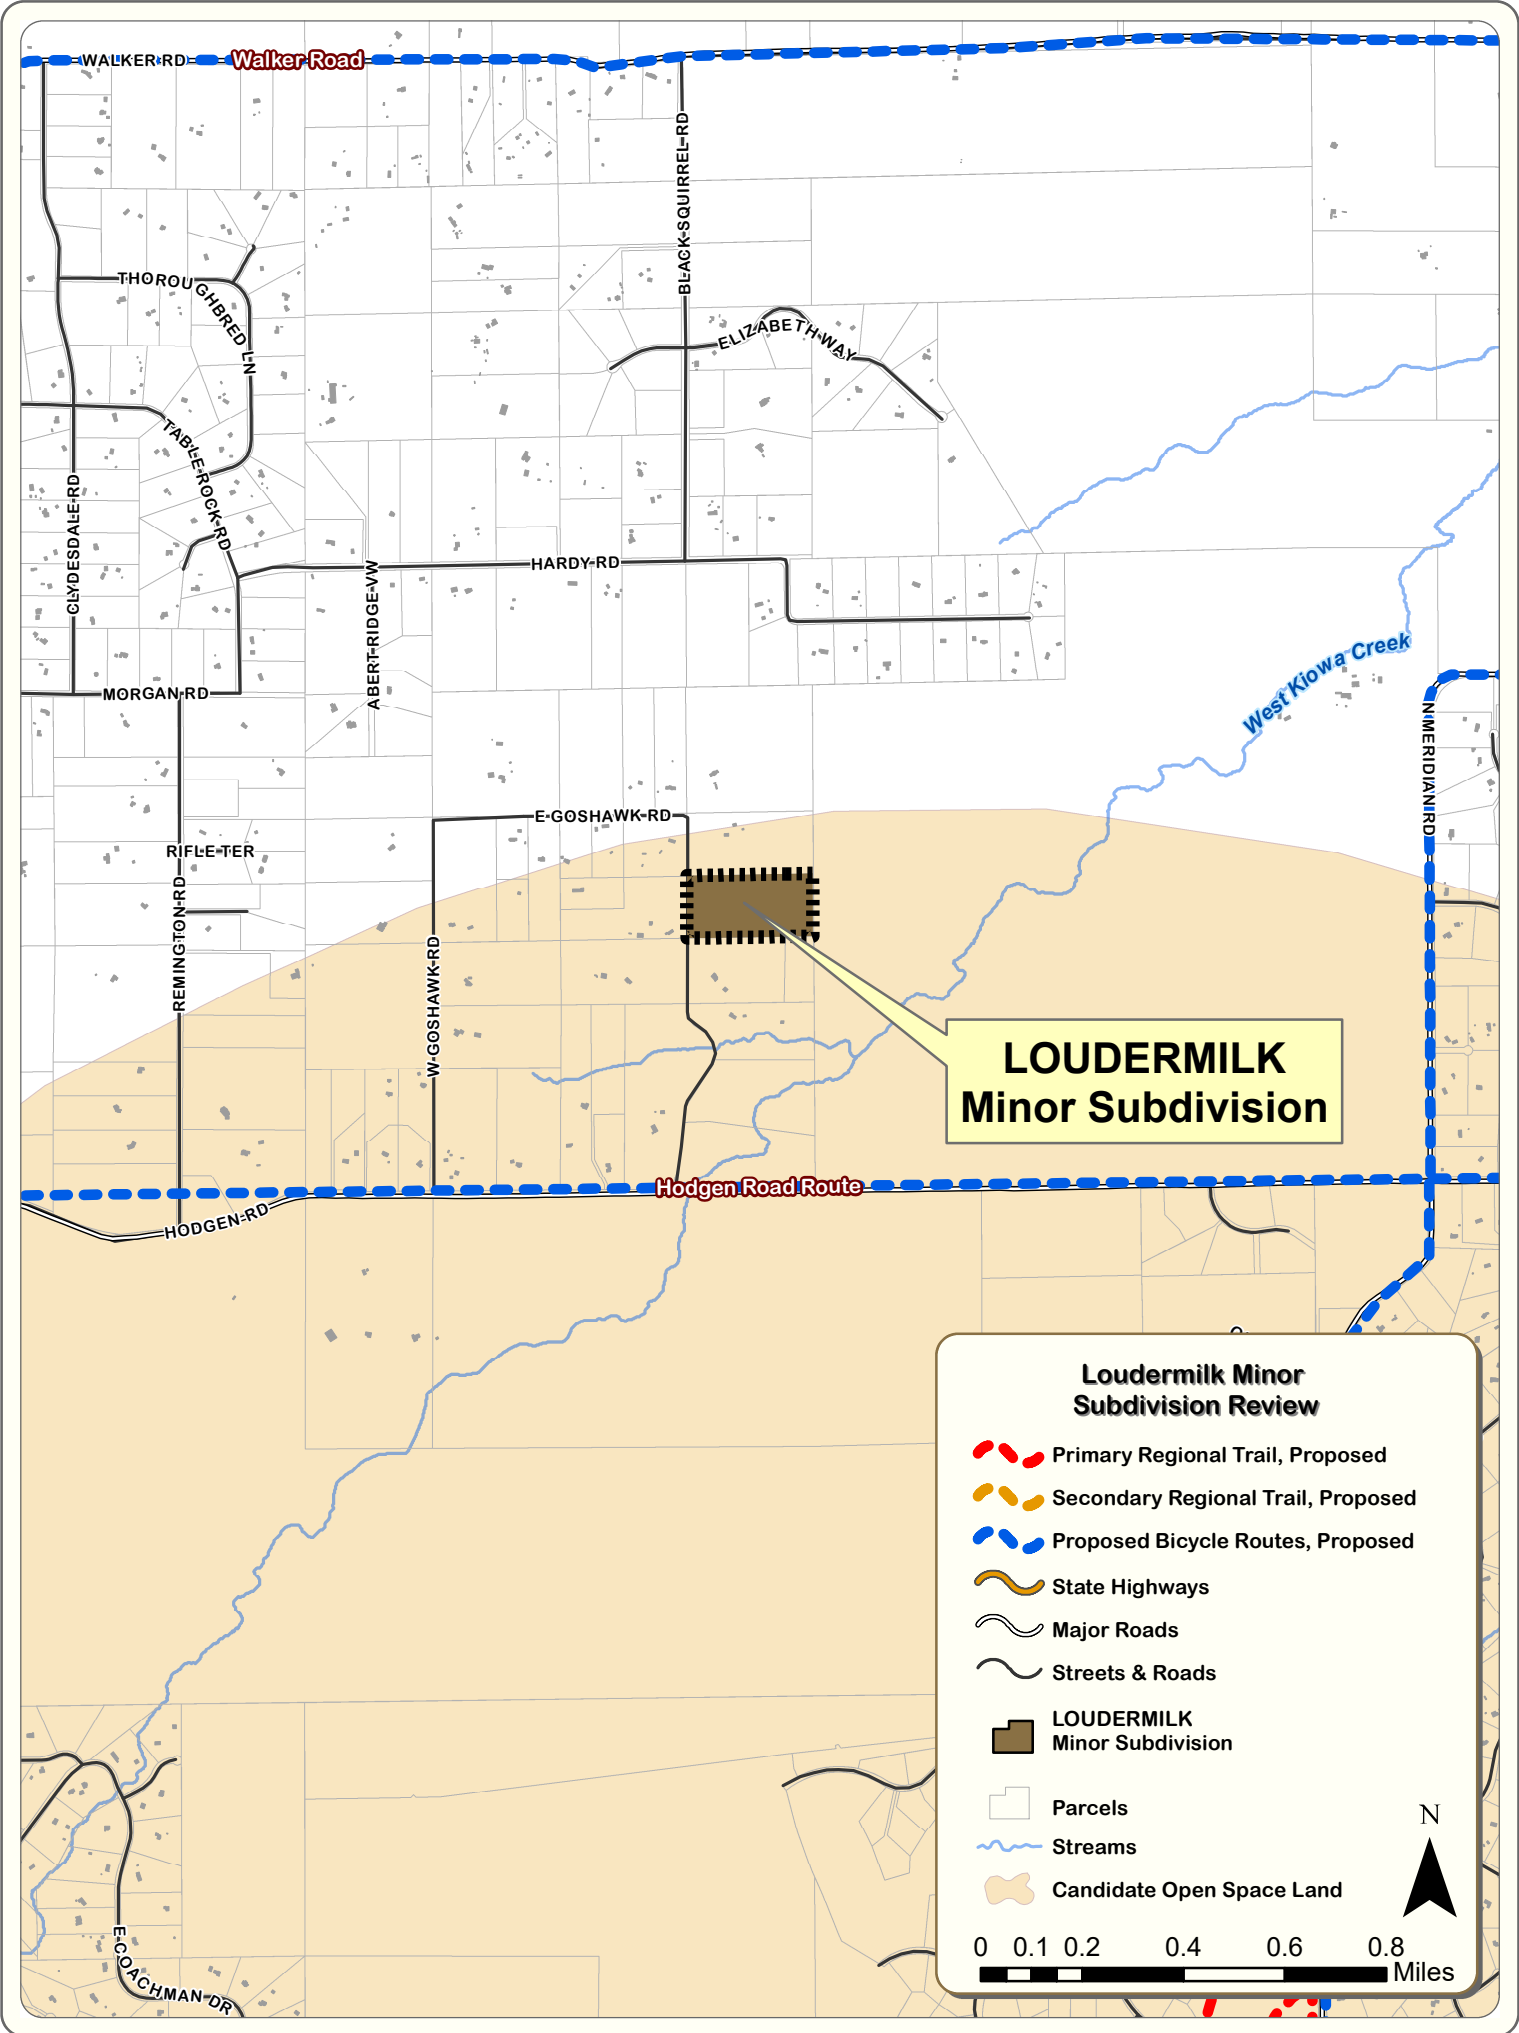 WALKER RD
Walker Road
BLACK SQUIRREL RD
THOROUGHBRED LN
ELIZABETH WAY
TABLE ROCK RD
CLYDESDALE RD
HARDY RD
ABERT RIDGE VW
West Kiowa Creek
MORGAN RD
N MERIDIAN RD
E GOSHAWK RD
RIFLE TER
REMINGTON RD
W GOSHAWK RD
LOUDERMILK
Minor Subdivision
Hodgen Road Route
HODGEN RD
Loudermilk Minor
Subdivision Review
Primary Regional Trail, Proposed
Secondary Regional Trail, Proposed
Proposed Bicycle Routes, Proposed
State Highways
Major Roads
Streets & Roads
LOUDERMILK
Minor Subdivision
Parcels
N
Streams
Candidate Open Space Land
0 0.1 0.2 0.4 0.6 0.8
Miles
E COACHMAN DR